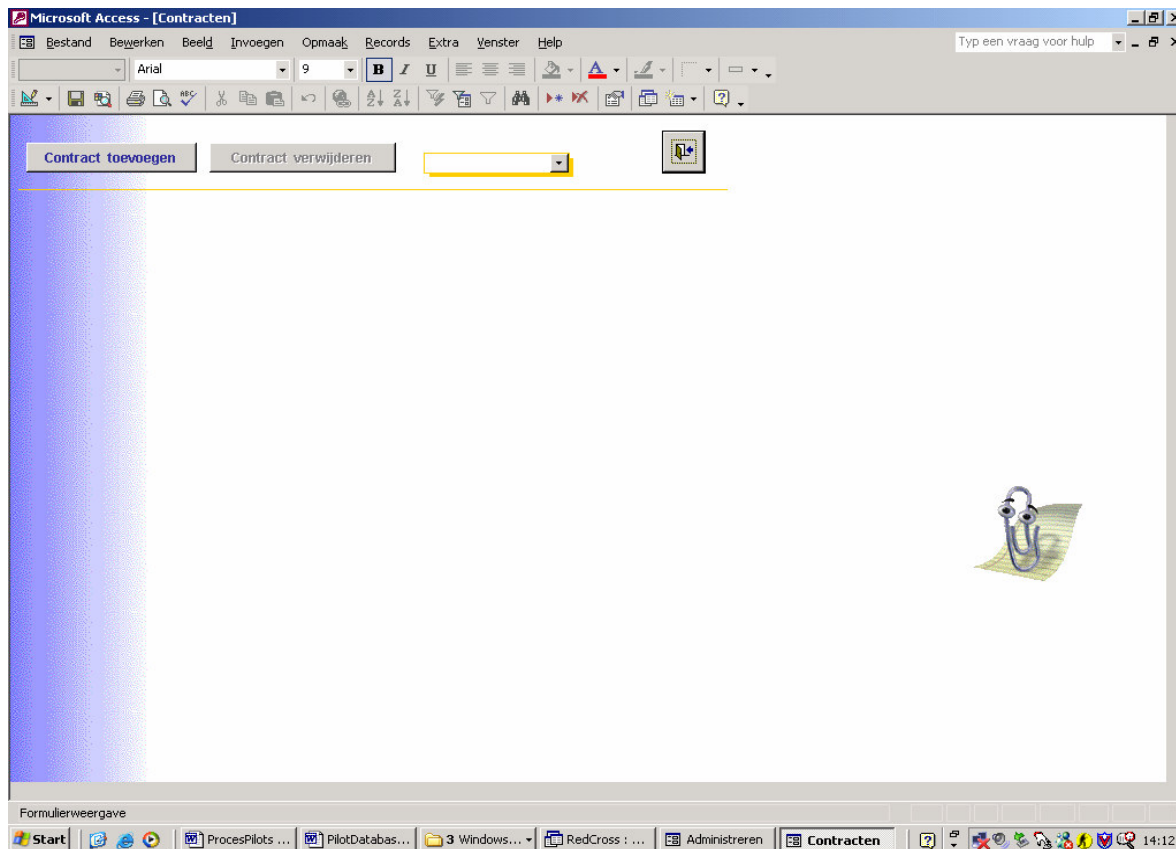 Microsoft Access - [Contracten]
Bestand Bewerken Beeld Invoegen Opmaak Records Extra Venster Help Typ een vraag voor hulp
Arial 9 B I U A
ABC A Z Z A
Contract toevoegen Contract verwijderen
Formulierweergave
Start ProcesPilots ... PilotDatabas... 3 Windows... RedCross : ... Administreren Contracten 14:12